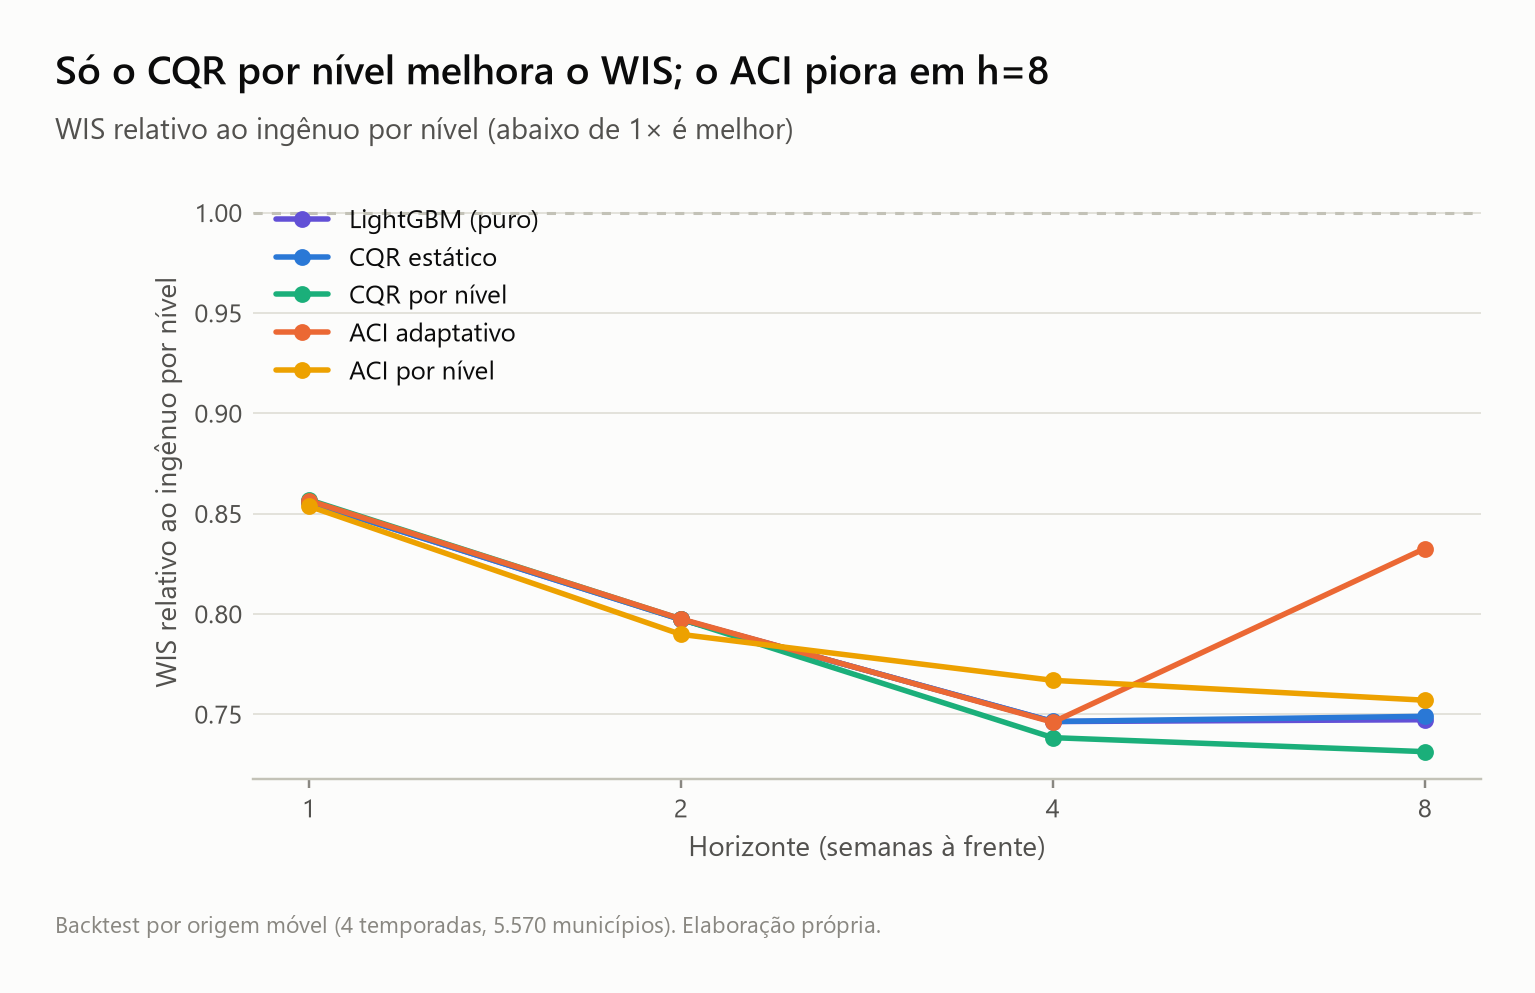 Só o CQR por nível melhora o WIS; o ACI piora em h=8
WIS relativo ao ingênuo por nível (abaixo de 1× é melhor)
WIS relativo ao ingênuo por nível
1.00
0.95
0.90
0.85
0.80
0.75
LightGBM (puro)
CQR estático
CQR por nível
ACI adaptativo
ACI por nível
1 2 4 8
Horizonte (semanas à frente)
Backtest por origem móvel (4 temporadas, 5.570 municípios). Elaboração própria.